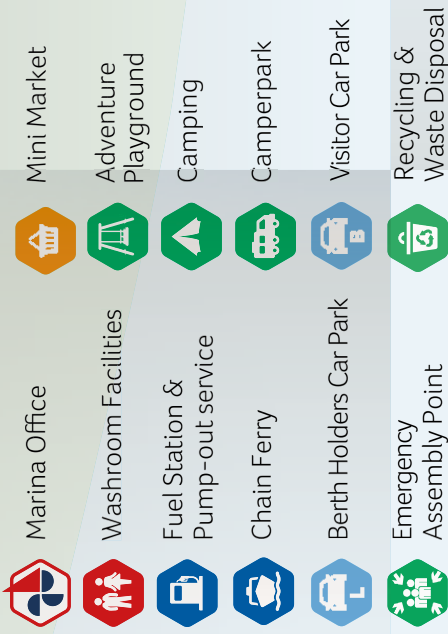 Marina Office
Washroom Facilities
Fuel Station &
Pump-out service
Chain Ferry
L
Berth Holders Car Park
Emergency
Assembly Point
Mini Market
Adventure
Playground
Camping
Camperpark
B
Visitor Car Park
Recycling &
Waste Disposal